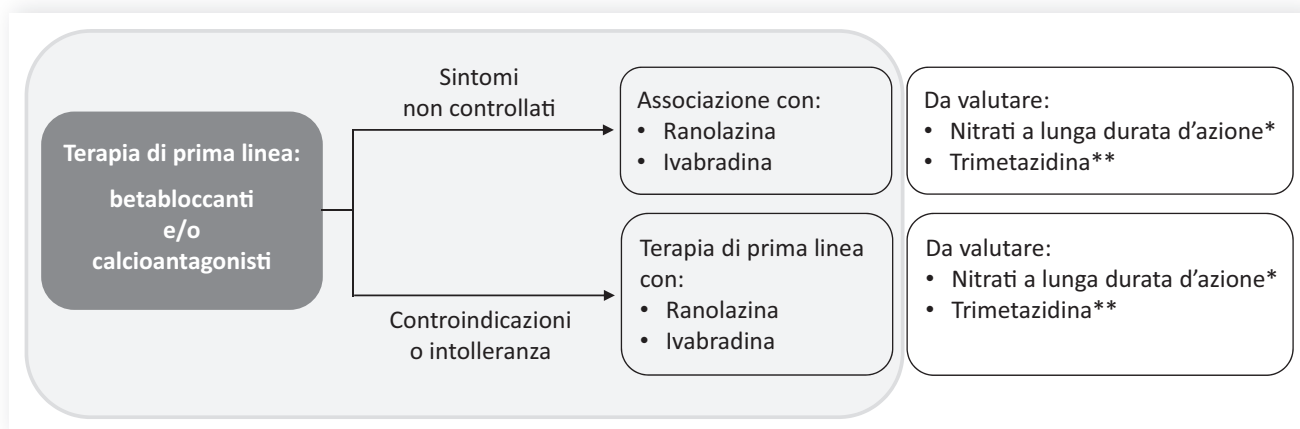 Terapia di prima linea:
betabloccanti
e/o
calcioantagonisti
Sintomi
non controllati
Associazione con:
• Ranolazina
• Ivabradina
Da valutare:
• Nitrati a lunga durata d'azione*
• Trimetazidina**
Controindicazioni
o intolleranza
Terapia di prima linea
con:
• Ranolazina
• Ivabradina
Da valutare:
• Nitrati a lunga durata d'azione*
• Trimetazidina**